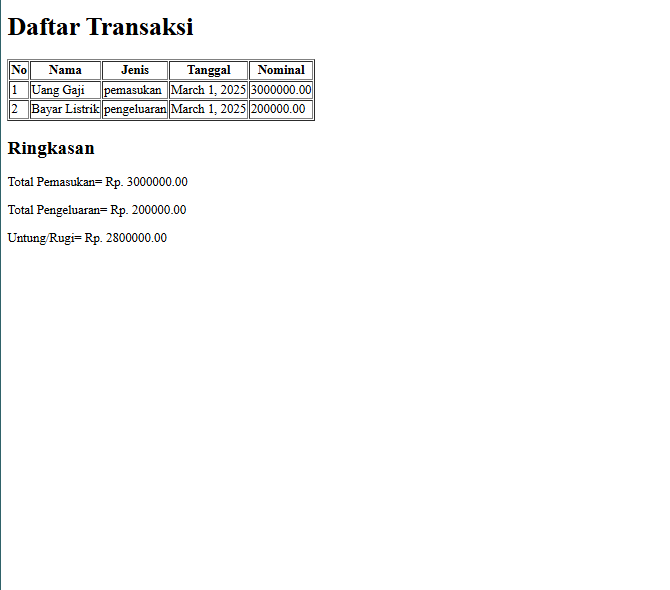 Daftar Transaksi
No Nama Jenis Tanggal Nominal
1 Uang Gaji pemasukan March 1, 2025 3000000.00
2 Bayar Listrik pengeluaran March 1, 2025 200000.00
Ringkasan
Total Pemasukan= Rp. 3000000.00
Total Pengeluaran= Rp. 200000.00
Untung/Rugi= Rp. 2800000.00